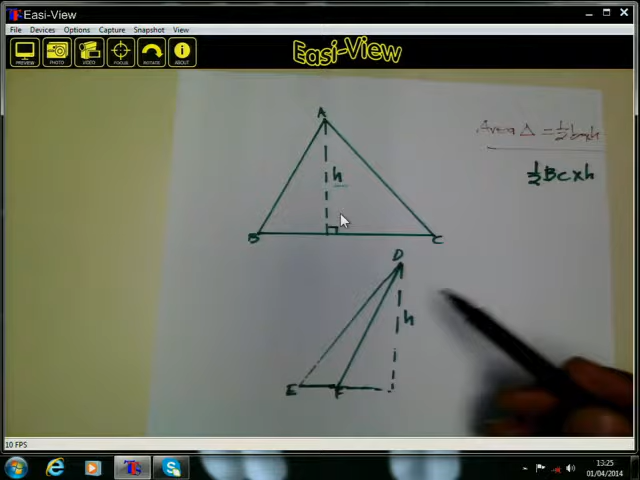 Easi-View
File Devices Options Capture Snapshot View
PREVIEW PHOTO VIDEO FOCUS ROTATE ABOUT
Easi-View
A
Area Δ = ½ b×h
½ BC×h
h
B
C
D
h
E
F
10 FPS
13:25
01/04/2014